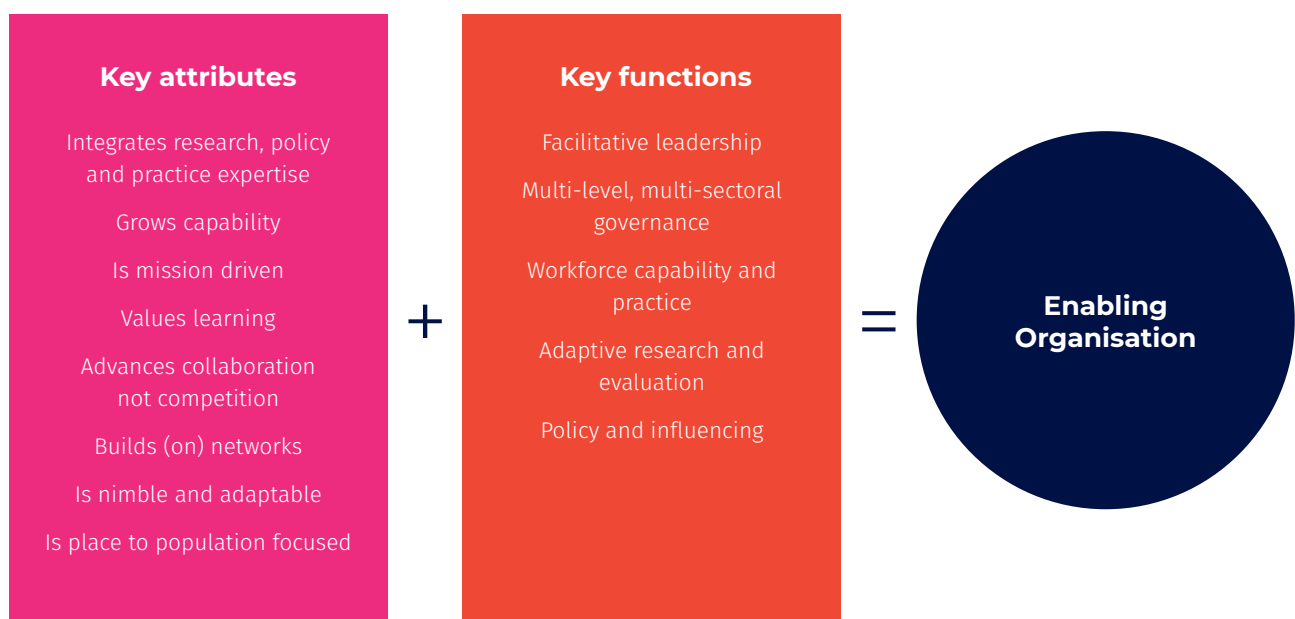 Key attributes
Integrates research, policy
and practice expertise
Grows capability
Is mission driven
Values learning
Advances collaboration
not competition
Builds (on) networks
Is nimble and adaptable
Is place to population focused
+
Key functions
Facilitative leadership
Multi-level, multi-sectoral
governance
Workforce capability and
practice
Adaptive research and
evaluation
Policy and influencing
=
Enabling
Organisation